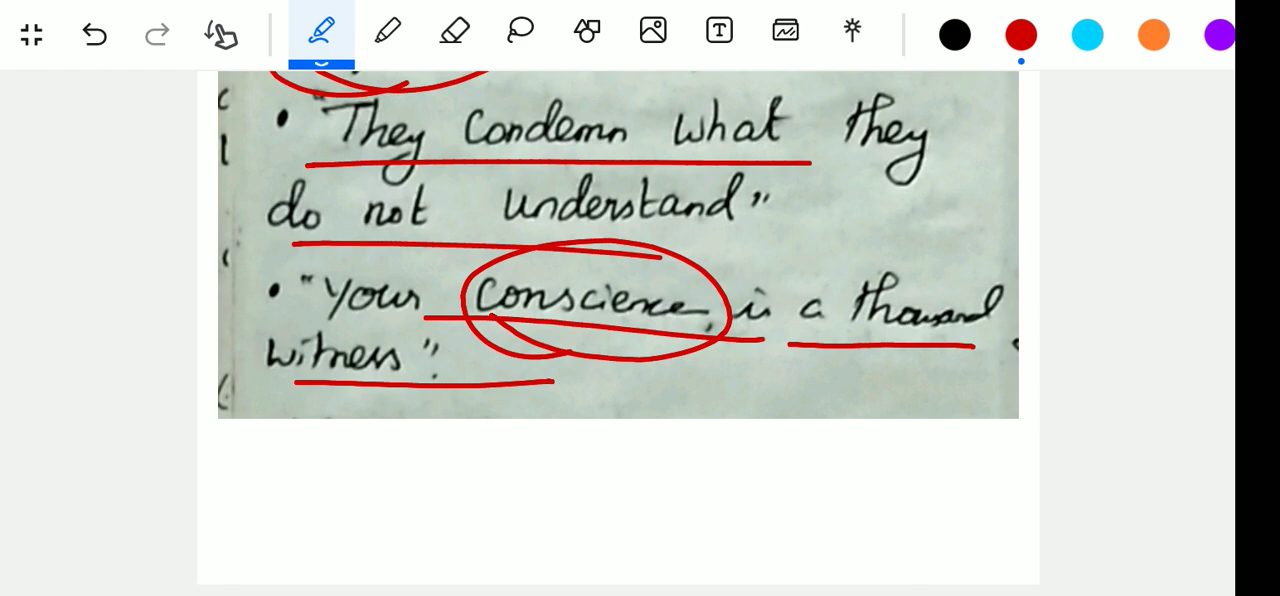 • "They Condemn what they
do not understand"
• "Your Conscience, is a thousand
witness".